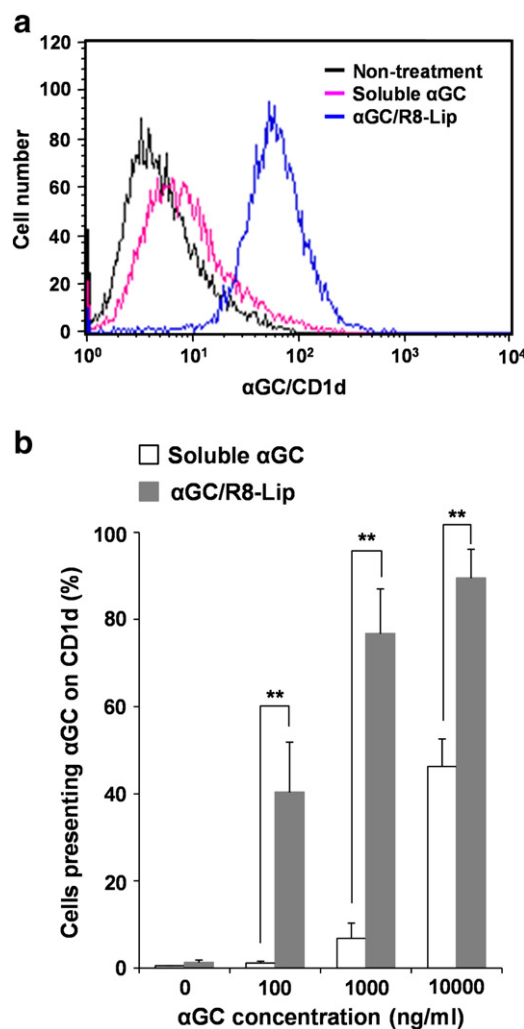 a
120
100
80
60
40
20
0
Cell number
Non-treatment
Soluble αGC
αGC/R8-Lip
10⁰ 10¹ 10² 10³ 10⁴
αGC/CD1d
b
Soluble αGC
αGC/R8-Lip
100
80
60
40
20
0
Cells presenting αGC on CD1d (%)
**
**
**
0 100 1000 10000
αGC concentration (ng/ml)